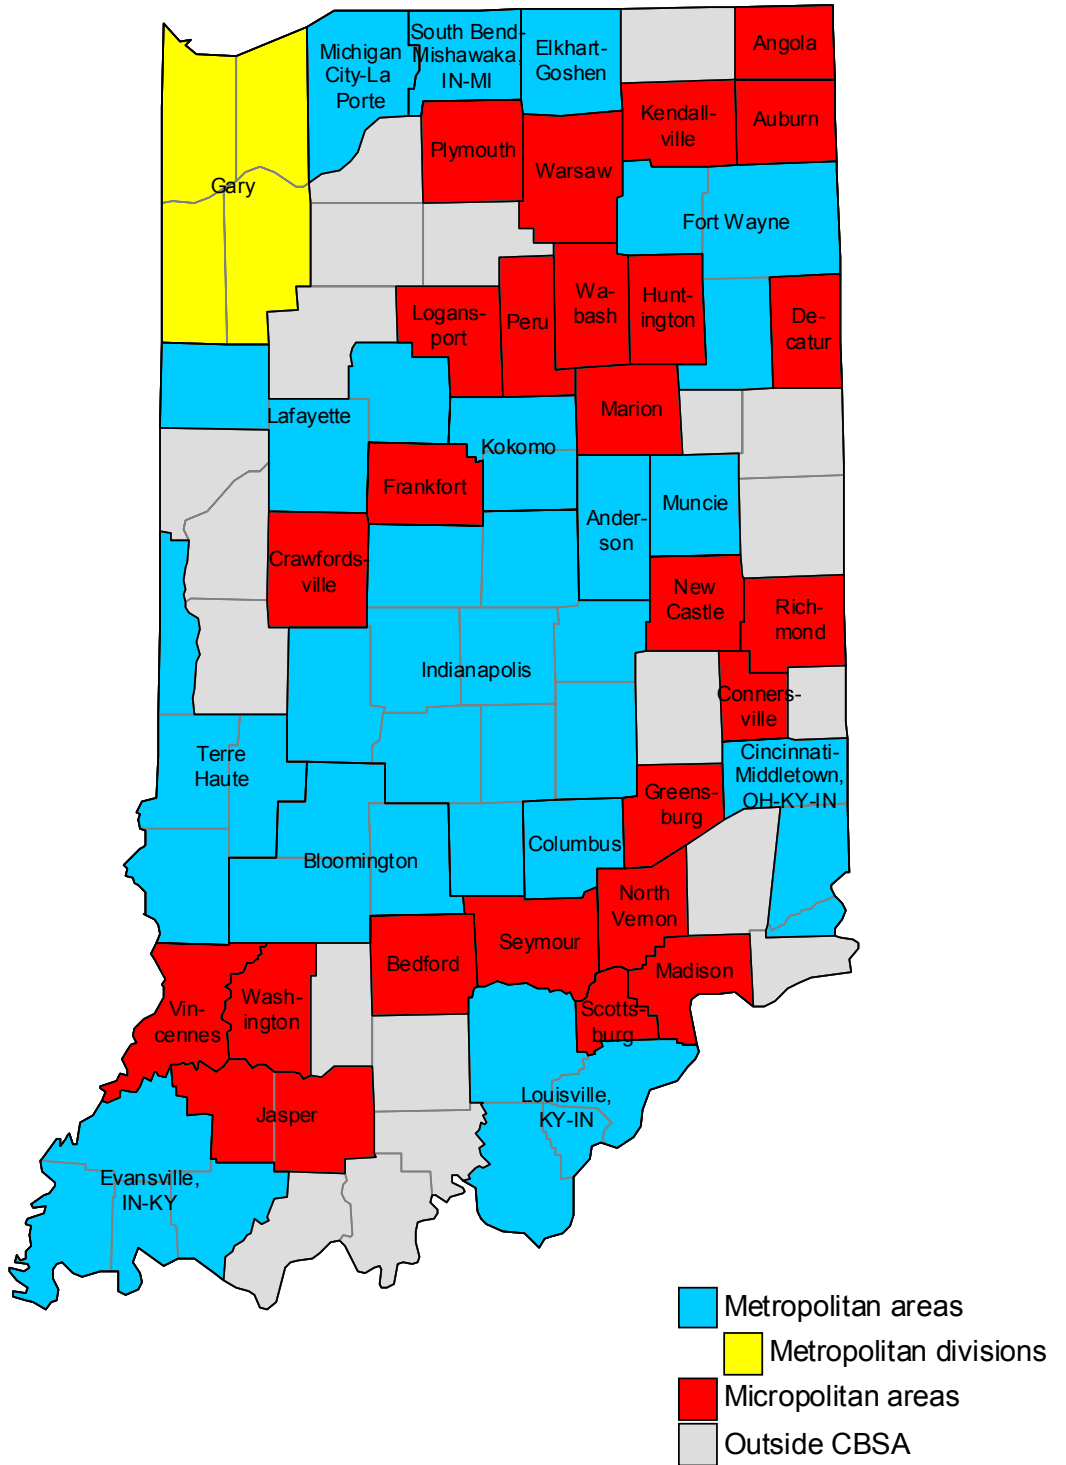 South Bend-
Mishawaka,
IN-MI
Michigan
City-La
Porte
Elkhart-
Goshen
Angola
Kendall-
ville
Auburn
Plymouth
Warsaw
Gary
Fort Wayne
Logans-
port
Peru
Wa-
bash
Hunt-
ington
De-
catur
Lafayette
Marion
Kokomo
Frankfort
Muncie
Ander-
son
Crawfords-
ville
New
Castle
Rich-
mond
Indianapolis
Conners-
ville
Terre
Haute
Cincinnati-
Middletown,
OH-KY-IN
Greens-
burg
Columbus
Bloomington
North
Vernon
Seymour
Bedford
Madison
Vin-
cennes
Wash-
ington
Scotts-
burg
Jasper
Louisville,
KY-IN
Evansville,
IN-KY
Metropolitan areas
Metropolitan divisions
Micropolitan areas
Outside CBSA